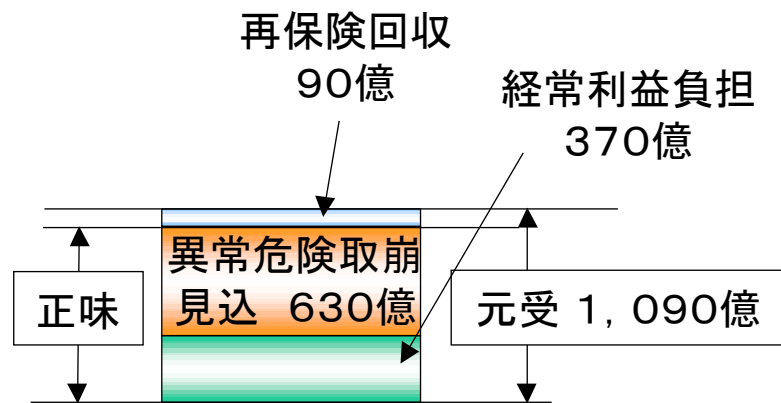 再保険回収
90億
経常利益負担
370億
異常危険取崩
見込 630億
正味
元受 1, 090億